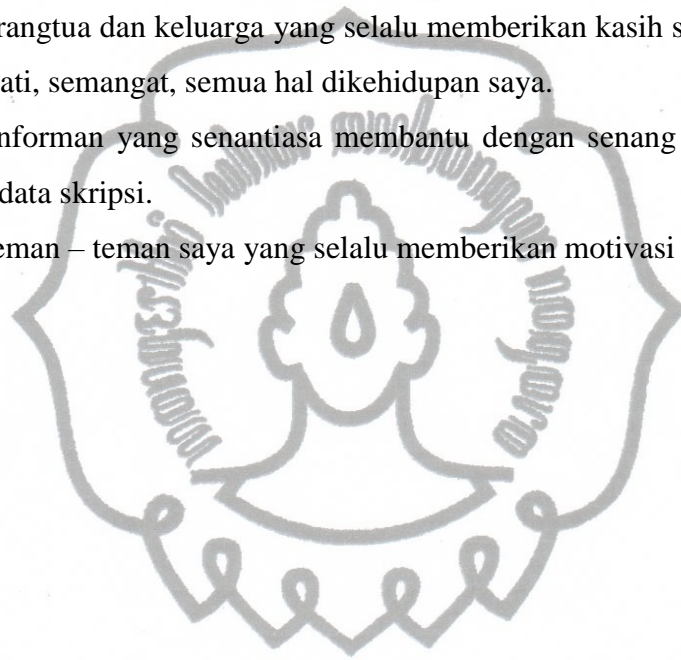 rangtua dan keluarga yang selalu memberikan kasih s
ati, semangat, semua hal dikehidupan saya.
nforman yang senantiasa membantu dengan senang
data skripsi.
eman – teman saya yang selalu memberikan motivasi